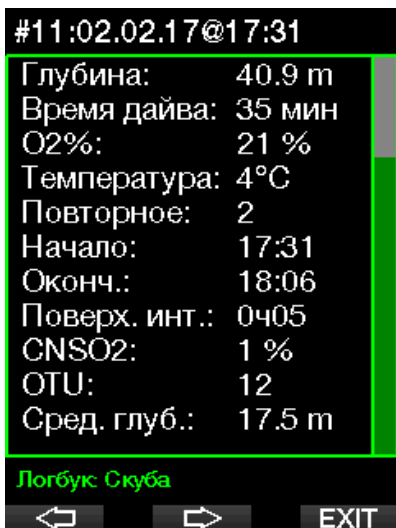 #11:02.02.17@17:31
Глубина: 40.9 m
Время дайва: 35 мин
O2%: 21 %
Температура: 4°C
Повторное: 2
Начало: 17:31
Оконч.: 18:06
Поверх. инт.: 0ч05
CNSO2: 1 %
OTU: 12
Сред. глуб.: 17.5 m
Логбук: Скуба
EXIT